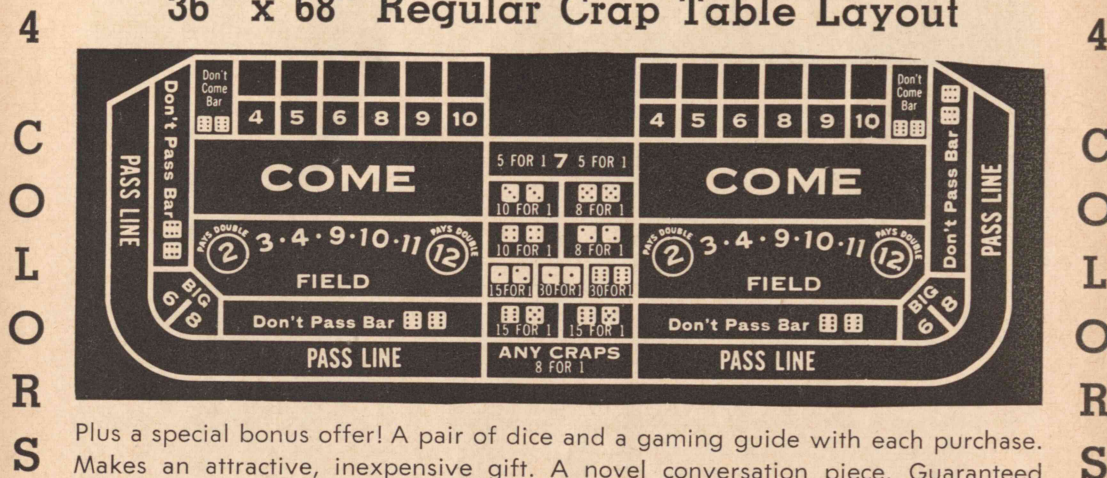 36 x 68 Regular Crap Table Layout
4 COLORS
4 COLORS
Don't Come Bar
4 5 6 8 9 10
Don't Pass Bar
PASS LINE
COME
PAYS DOUBLE 2 3·4·9·10·11 PAYS DOUBLE 12
FIELD
BIG 6 8
Don't Pass Bar
PASS LINE
5 FOR 1 7 5 FOR 1
10 FOR 1 8 FOR 1
10 FOR 1 8 FOR 1
15 FOR 1 30 FOR 1 30 FOR 1
15 FOR 1 15 FOR 1
ANY CRAPS
8 FOR 1
4 5 6 8 9 10
Don't Come Bar
Don't Pass Bar
PASS LINE
COME
PAYS DOUBLE 2 3·4·9·10·11 PAYS DOUBLE 12
FIELD
BIG 6 8
Don't Pass Bar
PASS LINE
Plus a special bonus offer! A pair of dice and a gaming guide with each purchase.
Makes an attractive, inexpensive gift. A novel conversation piece. Guaranteed